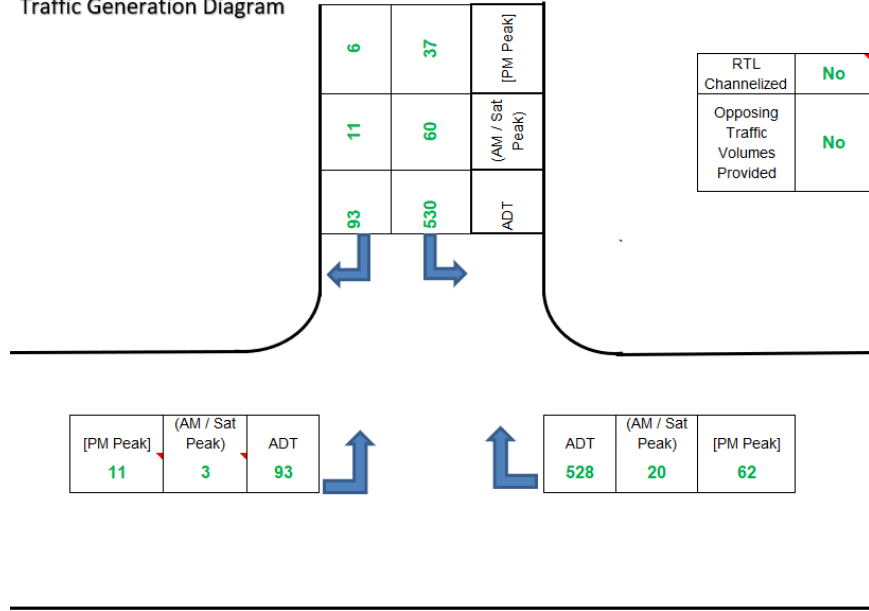 Traffic Generation Diagram
6
37
[PM Peak]
11
60
(AM / Sat
Peak)
93
530
ADT
RTL
Channelized
No
Opposing
Traffic
Volumes
Provided
No
[PM Peak]
(AM / Sat
Peak)
ADT
11
3
93
ADT
(AM / Sat
Peak)
[PM Peak]
528
20
62